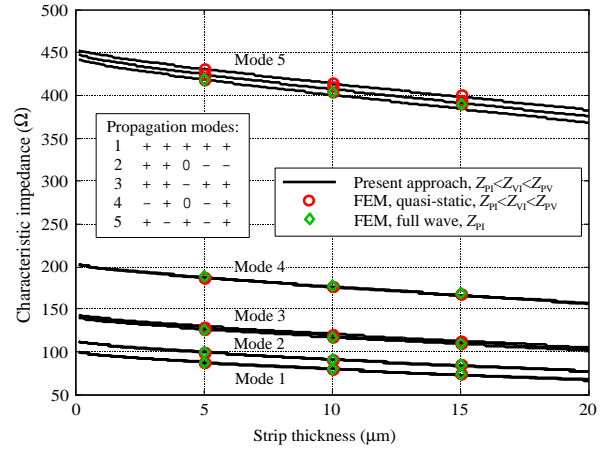 500
450
400
350
300
250
200
150
100
50
0
5
10
15
20
Characteristic impedance (Ω)
Strip thickness (μm)
Mode 5
Propagation modes:
1 + + + + +
2 + + 0 − −
3 + + − + +
4 − + 0 − +
5 + − + − +
Present approach, Z_PI<Z_VI<Z_PV
FEM, quasi-static, Z_PI<Z_VI<Z_PV
FEM, full wave, Z_PI
Mode 4
Mode 3
Mode 2
Mode 1